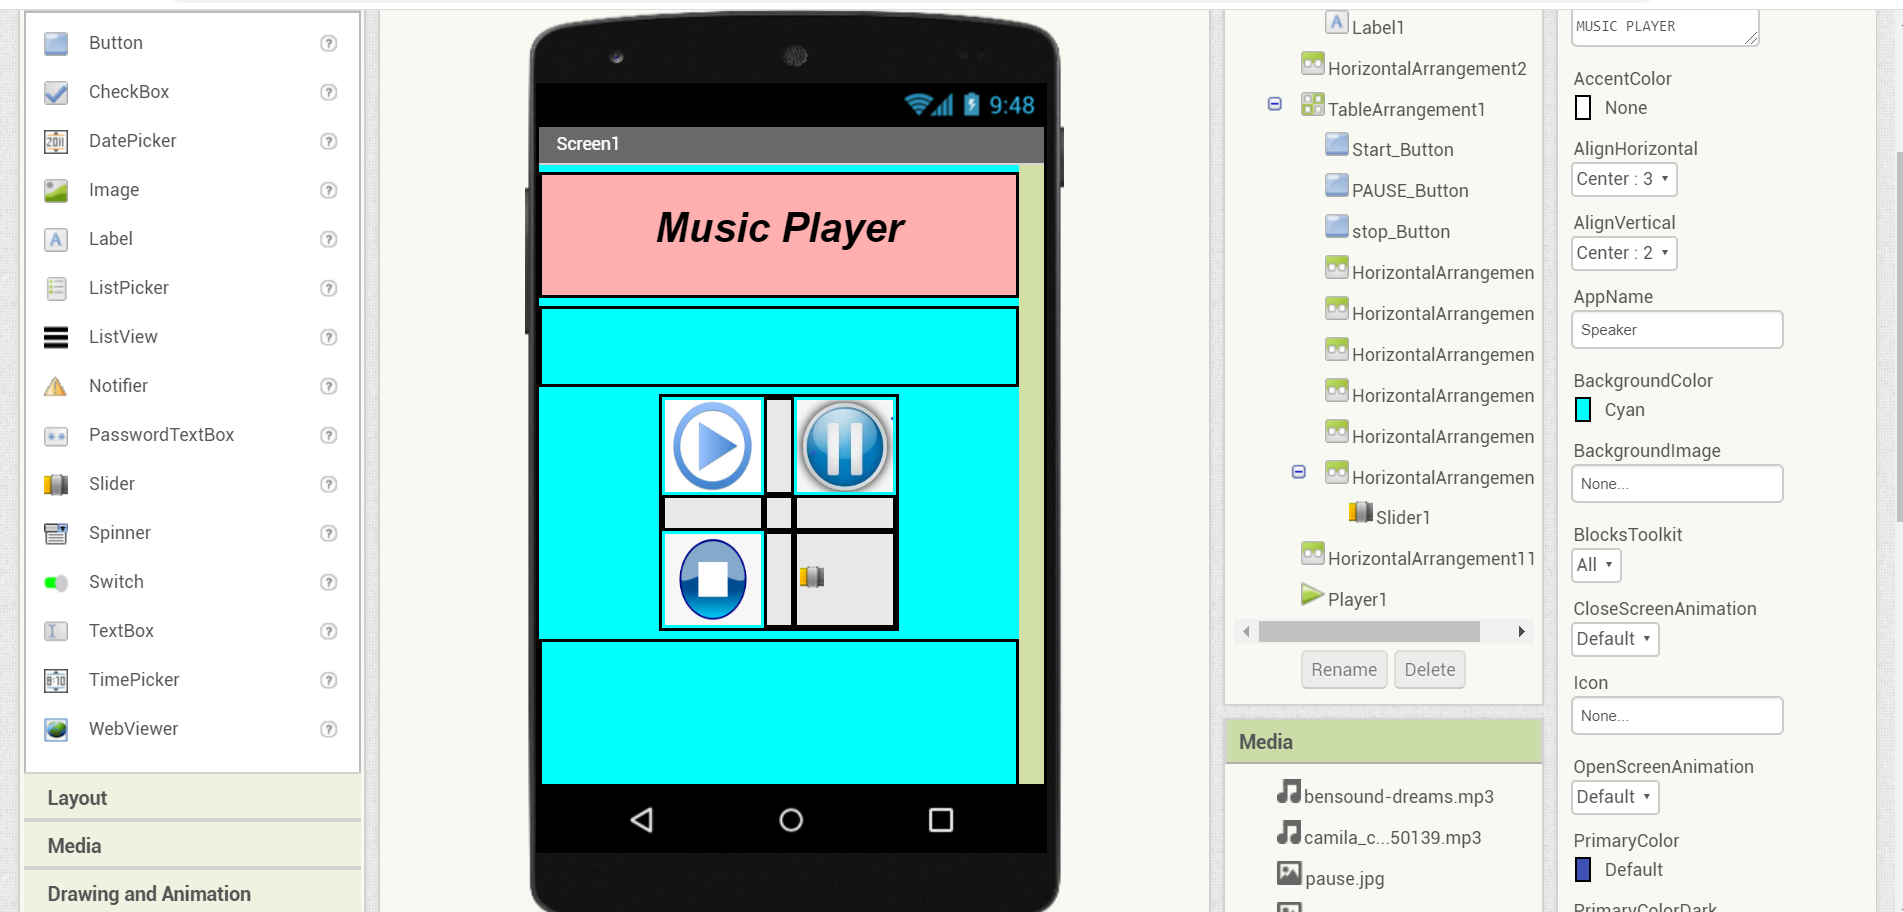 Button
CheckBox
DatePicker
Image
Label
ListPicker
ListView
Notifier
PasswordTextBox
Slider
Spinner
Switch
TextBox
TimePicker
WebViewer
Layout
Media
Drawing and Animation
9:48
Screen1
Music Player
Label1
HorizontalArrangement2
TableArrangement1
Start_Button
PAUSE_Button
stop_Button
HorizontalArrangemen
HorizontalArrangemen
HorizontalArrangemen
HorizontalArrangemen
HorizontalArrangemen
HorizontalArrangemen
Slider1
HorizontalArrangement11
Player1
Rename Delete
Media
bensound-dreams.mp3
camila_c...50139.mp3
pause.jpg
MUSIC PLAYER
AccentColor
None
AlignHorizontal
Center : 3
AlignVertical
Center : 2
AppName
Speaker
BackgroundColor
Cyan
BackgroundImage
None...
BlocksToolkit
All
CloseScreenAnimation
Default
Icon
None...
OpenScreenAnimation
Default
PrimaryColor
Default
PrimaryColorDark